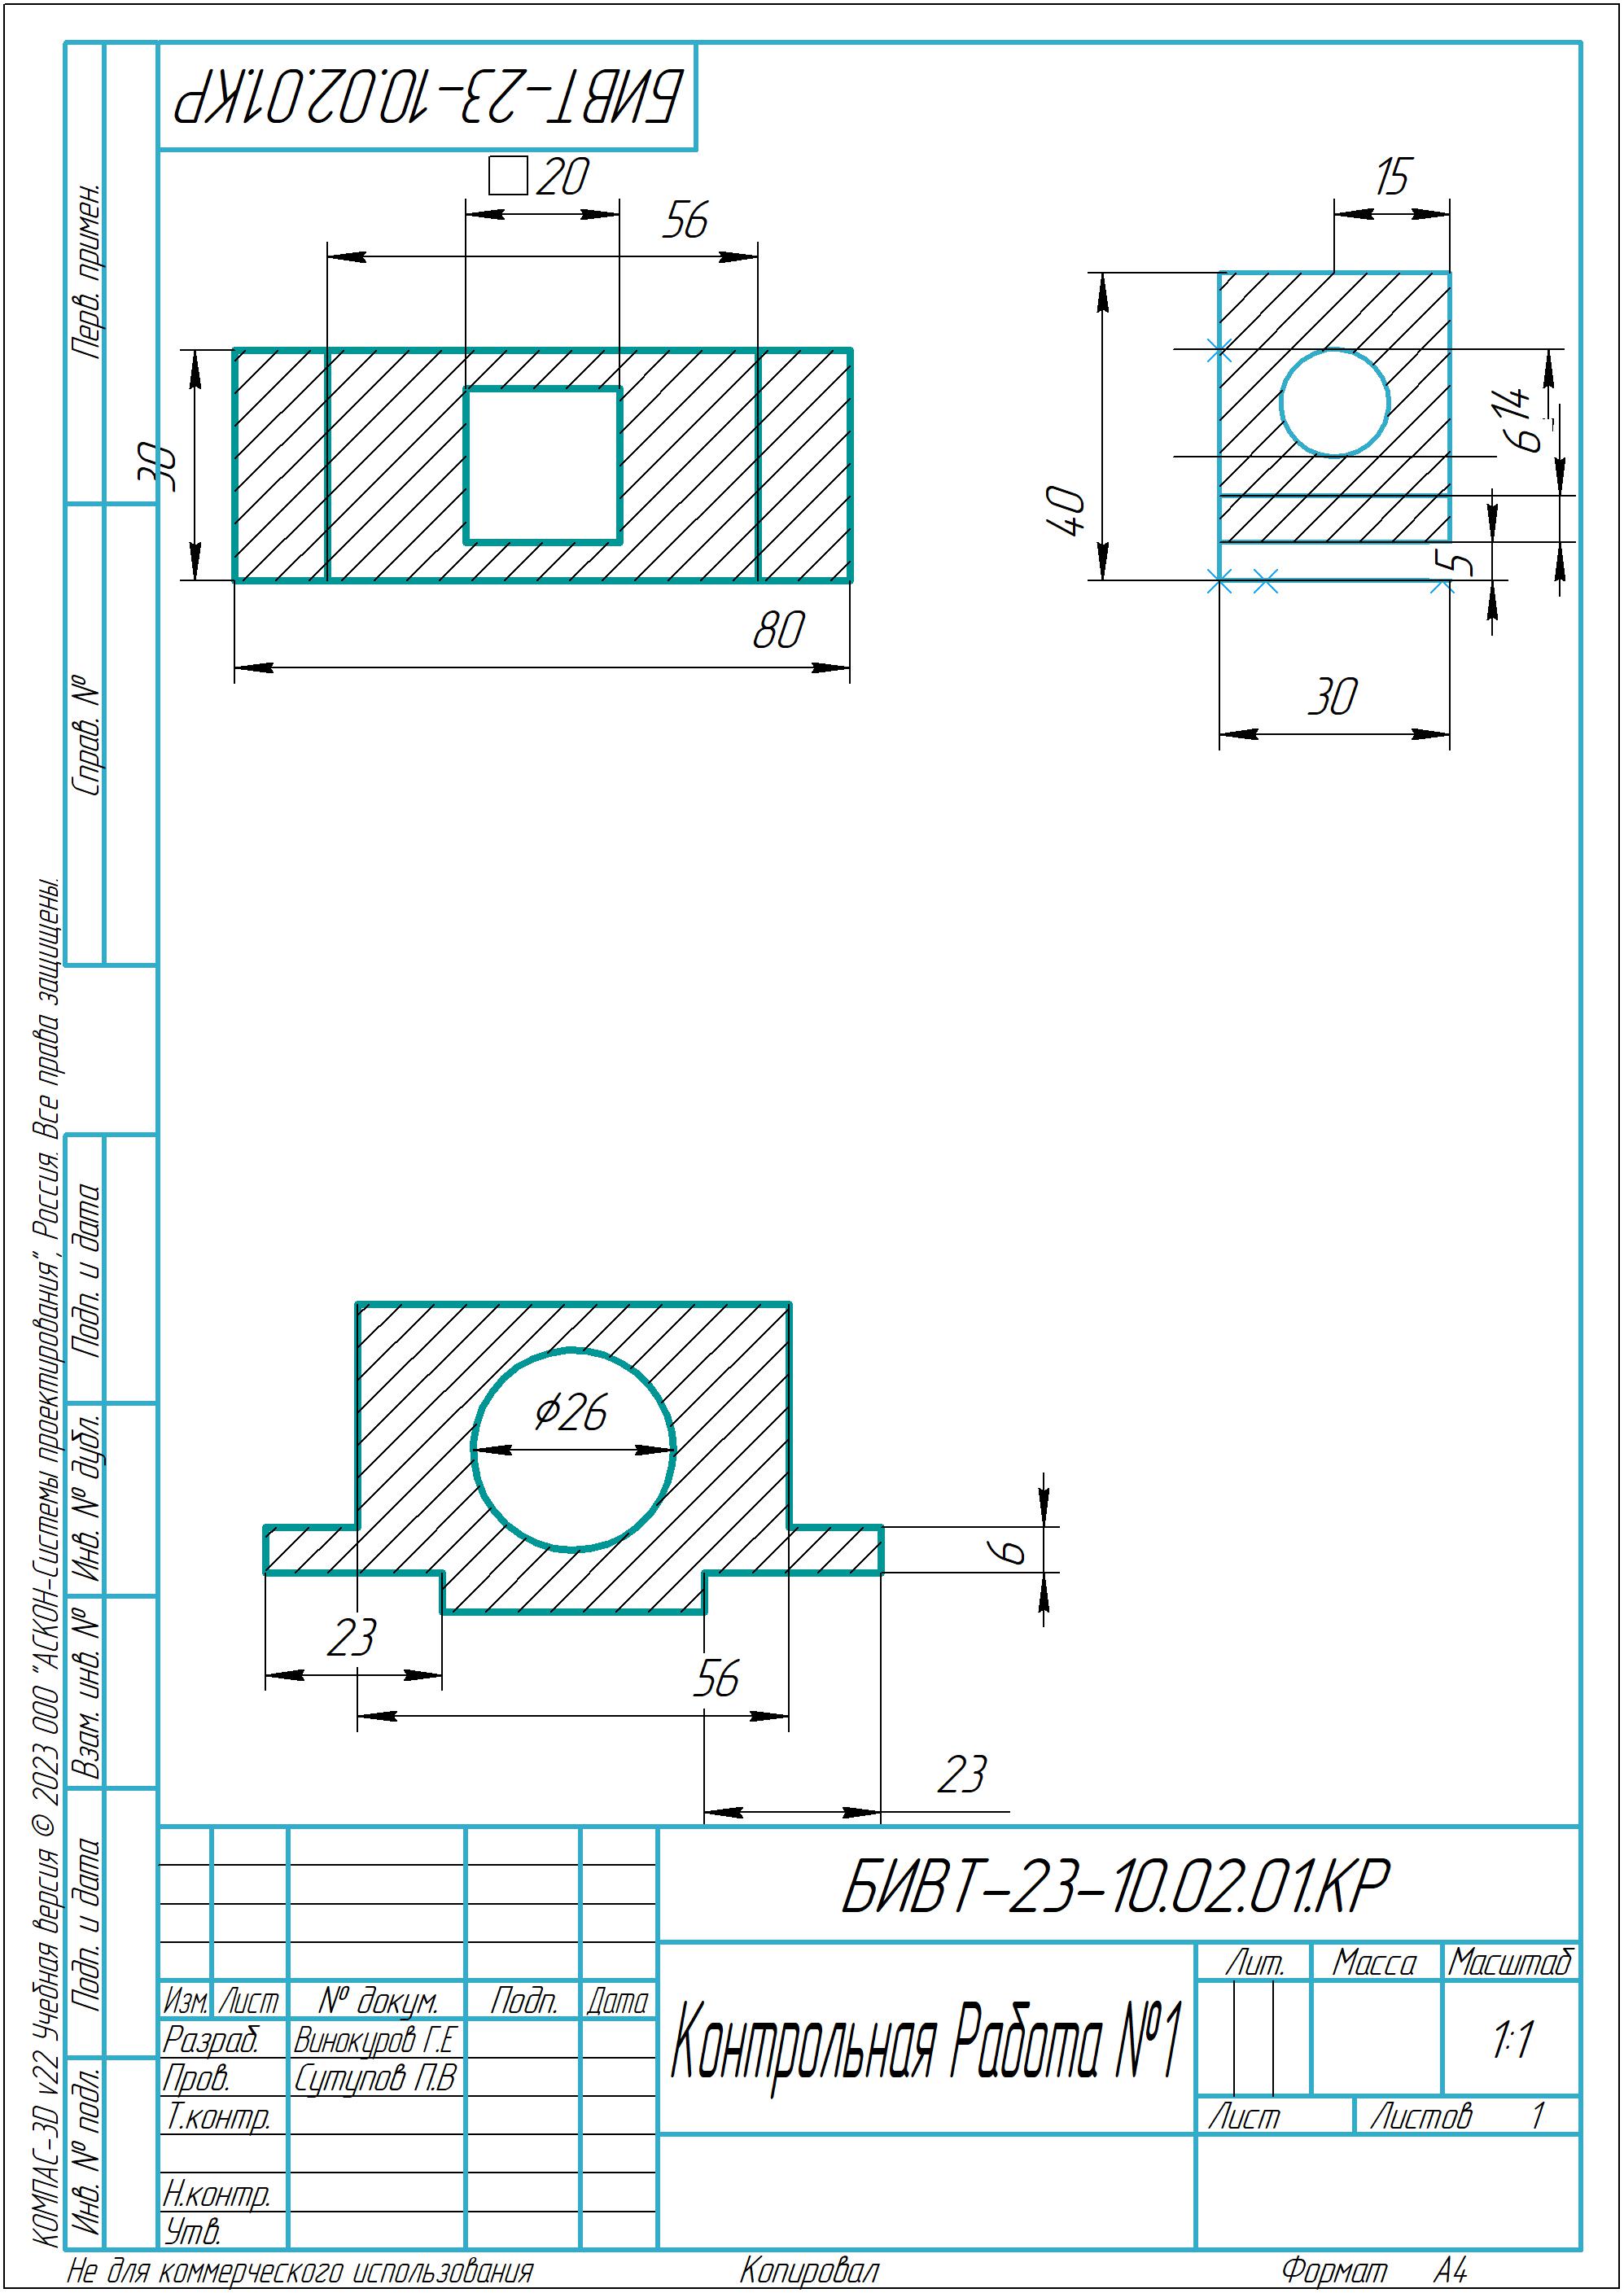 БИВТ-23-10.02.01.КР
□ 20
56
15
30
14
6
40
5
80
30
Перв. примен.
Справ. №
Подп. и дата
Инв. № дубл.
Взам. инв. №
Подп. и дата
Инв. № подл.
КОМПАС-3D v22 Учебная версия © 2023 ООО "АСКОН-Системы проектирования", Россия. Все права защищены.
⌀26
6
23
56
23
БИВТ-23-10.02.01.КР
Лит. Масса Масштаб
Изм. Лист № докум. Подп. Дата
Контрольная Работа №1
1:1
Разраб. Винокуров Г.Е
Пров. Сутупов П.В
Т.контр.
Лист Листов 1
Н.контр.
Утв.
Не для коммерческого использования Копировал Формат А4